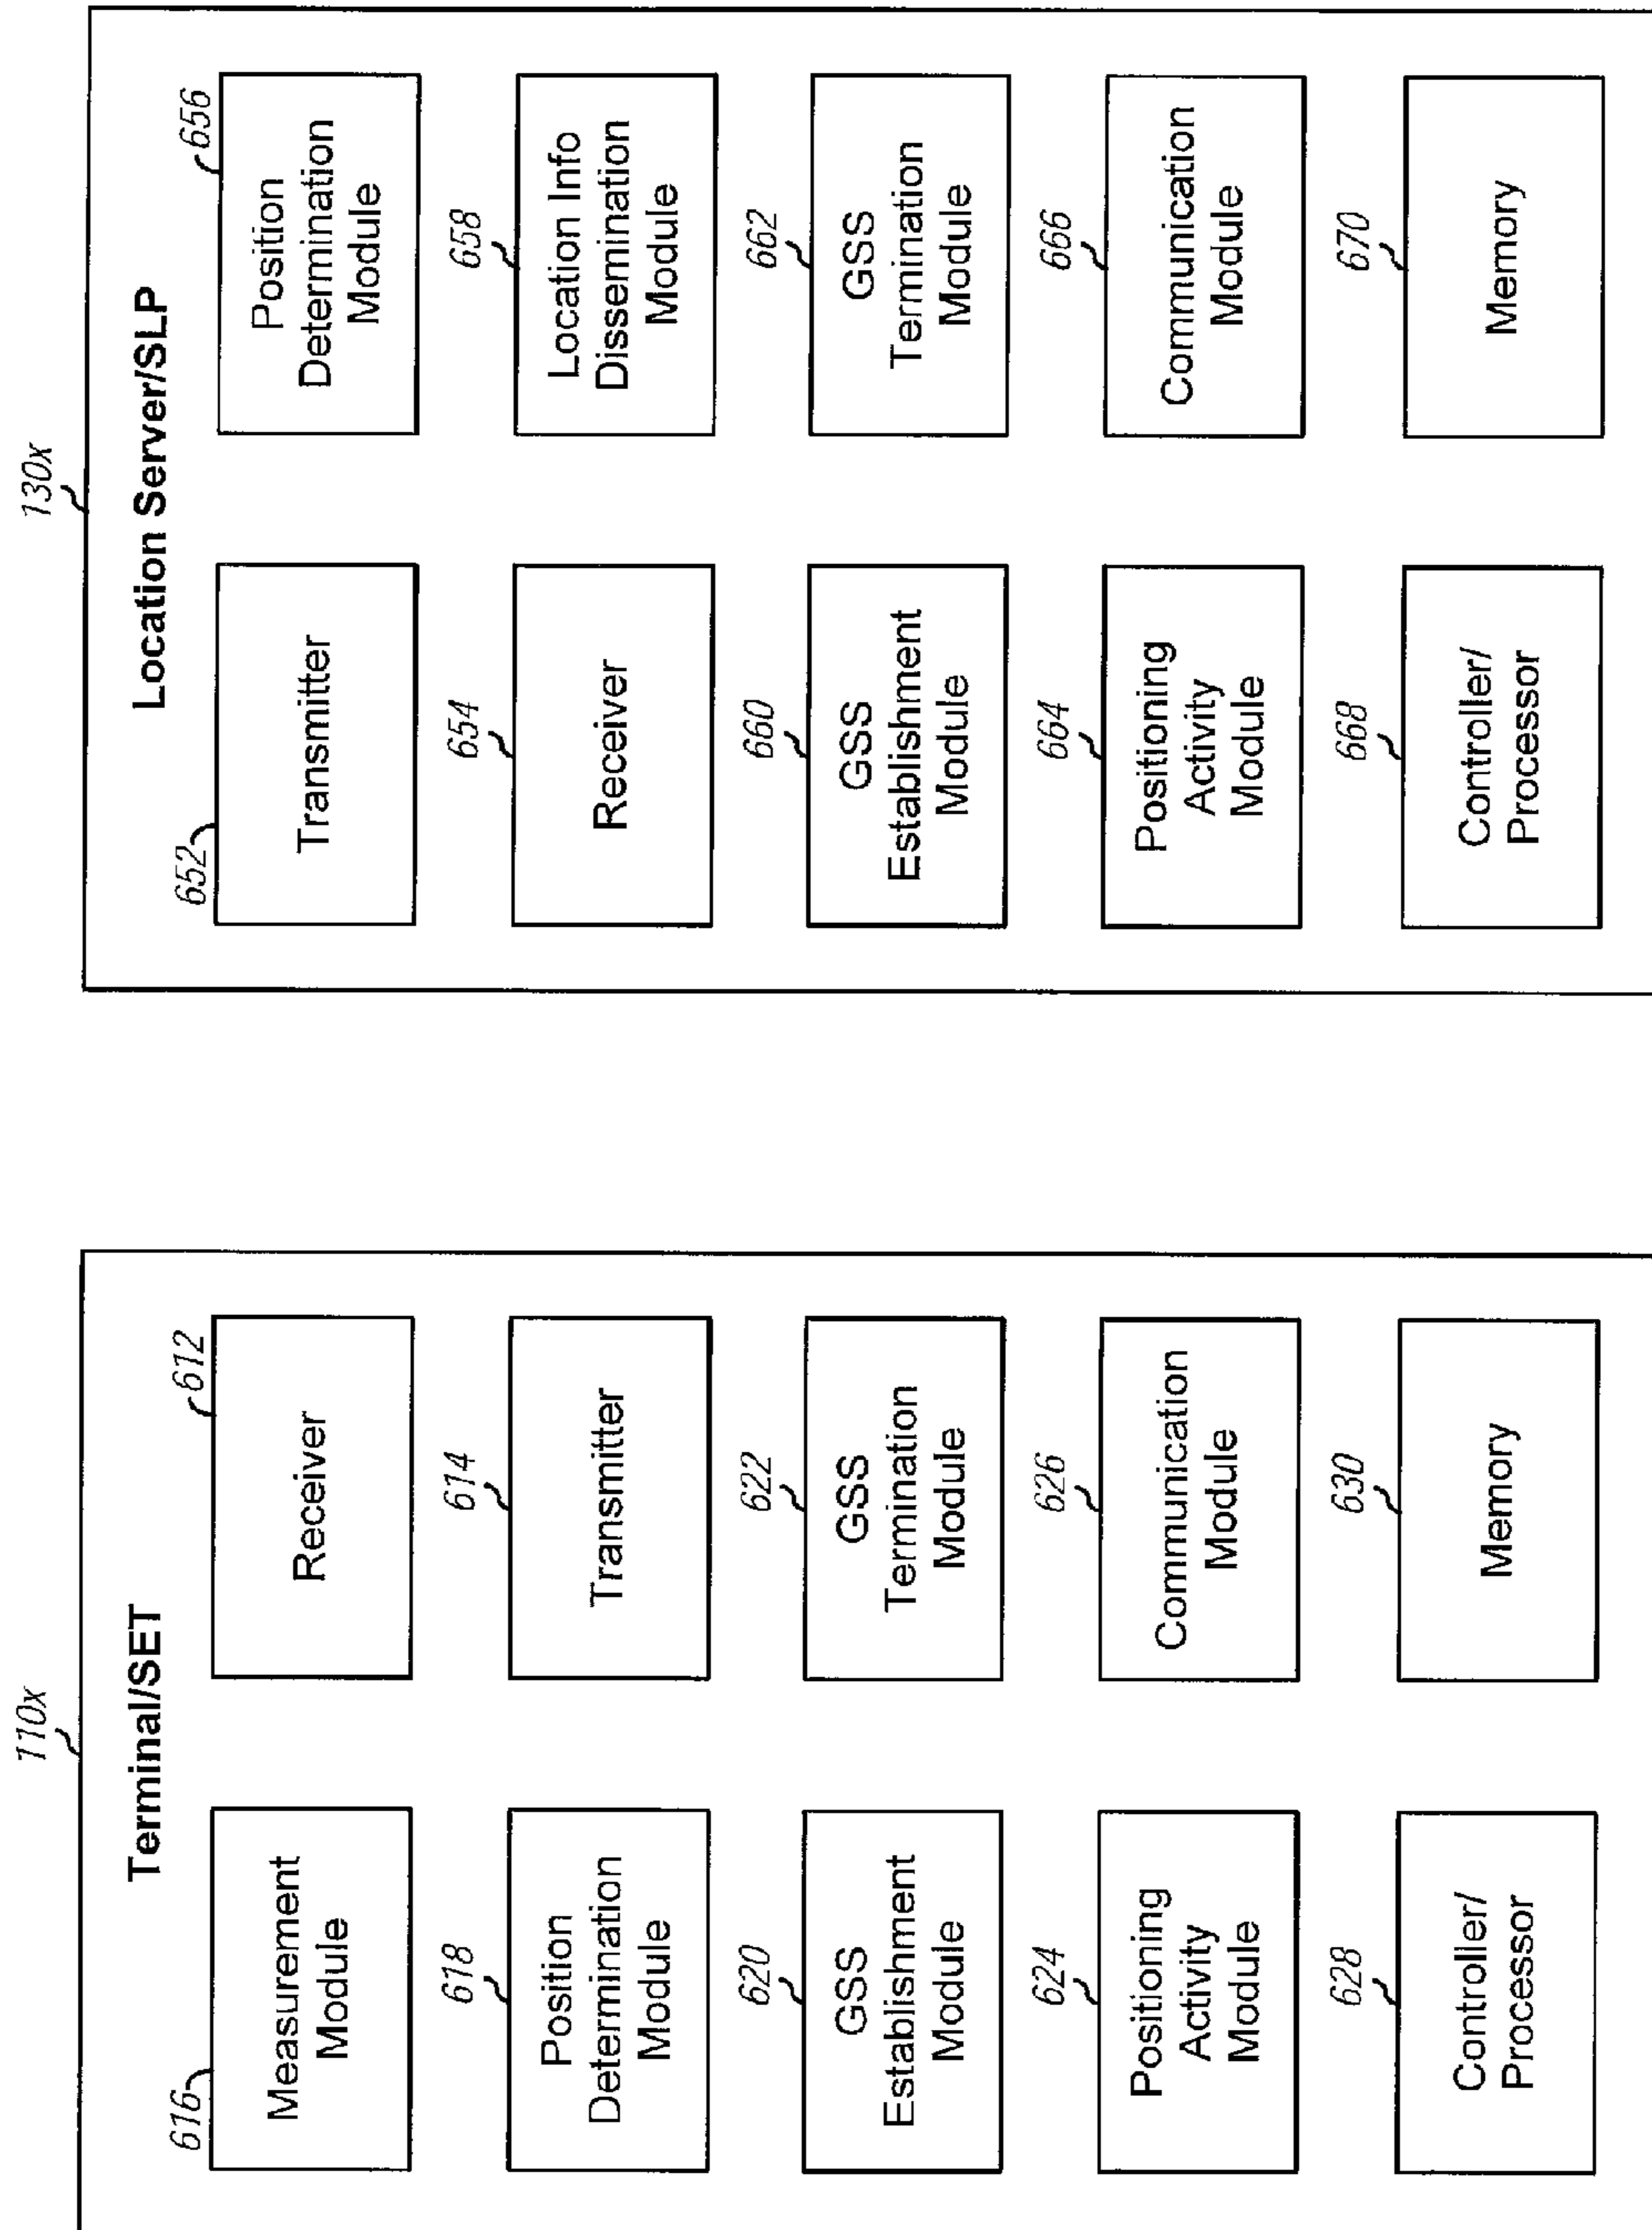 110x
Terminal/SET
616
Measurement
Module
612
Receiver
618
Position
Determination
Module
614
Transmitter
620
GSS
Establishment
Module
622
GSS
Termination
Module
624
Positioning
Activity
Module
626
Communication
Module
628
Controller/
Processor
630
Memory
130x
Location Server/SLP
652
Transmitter
656
Position
Determination
Module
654
Receiver
658
Location Info
Dissemination
Module
660
GSS
Establishment
Module
662
GSS
Termination
Module
664
Positioning
Activity
Module
666
Communication
Module
668
Controller/
Processor
670
Memory